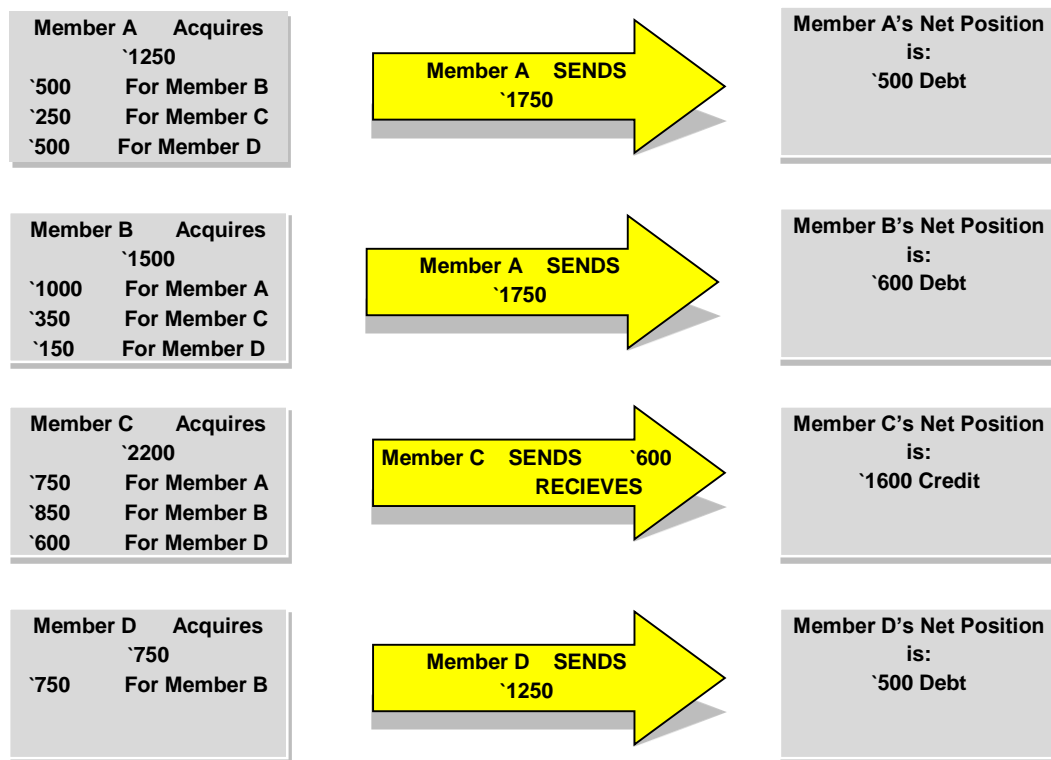 Member A Acquires
`1250
`500 For Member B
`250 For Member C
`500 For Member D
Member A SENDS
`1750
Member A's Net Position
is:
`500 Debt
Member B Acquires
`1500
`1000 For Member A
`350 For Member C
`150 For Member D
Member A SENDS
`1750
Member B's Net Position
is:
`600 Debt
Member C Acquires
`2200
`750 For Member A
`850 For Member B
`600 For Member D
Member C SENDS `600
RECIEVES
Member C's Net Position
is:
`1600 Credit
Member D Acquires
`750
`750 For Member B
Member D SENDS
`1250
Member D's Net Position
is:
`500 Debt